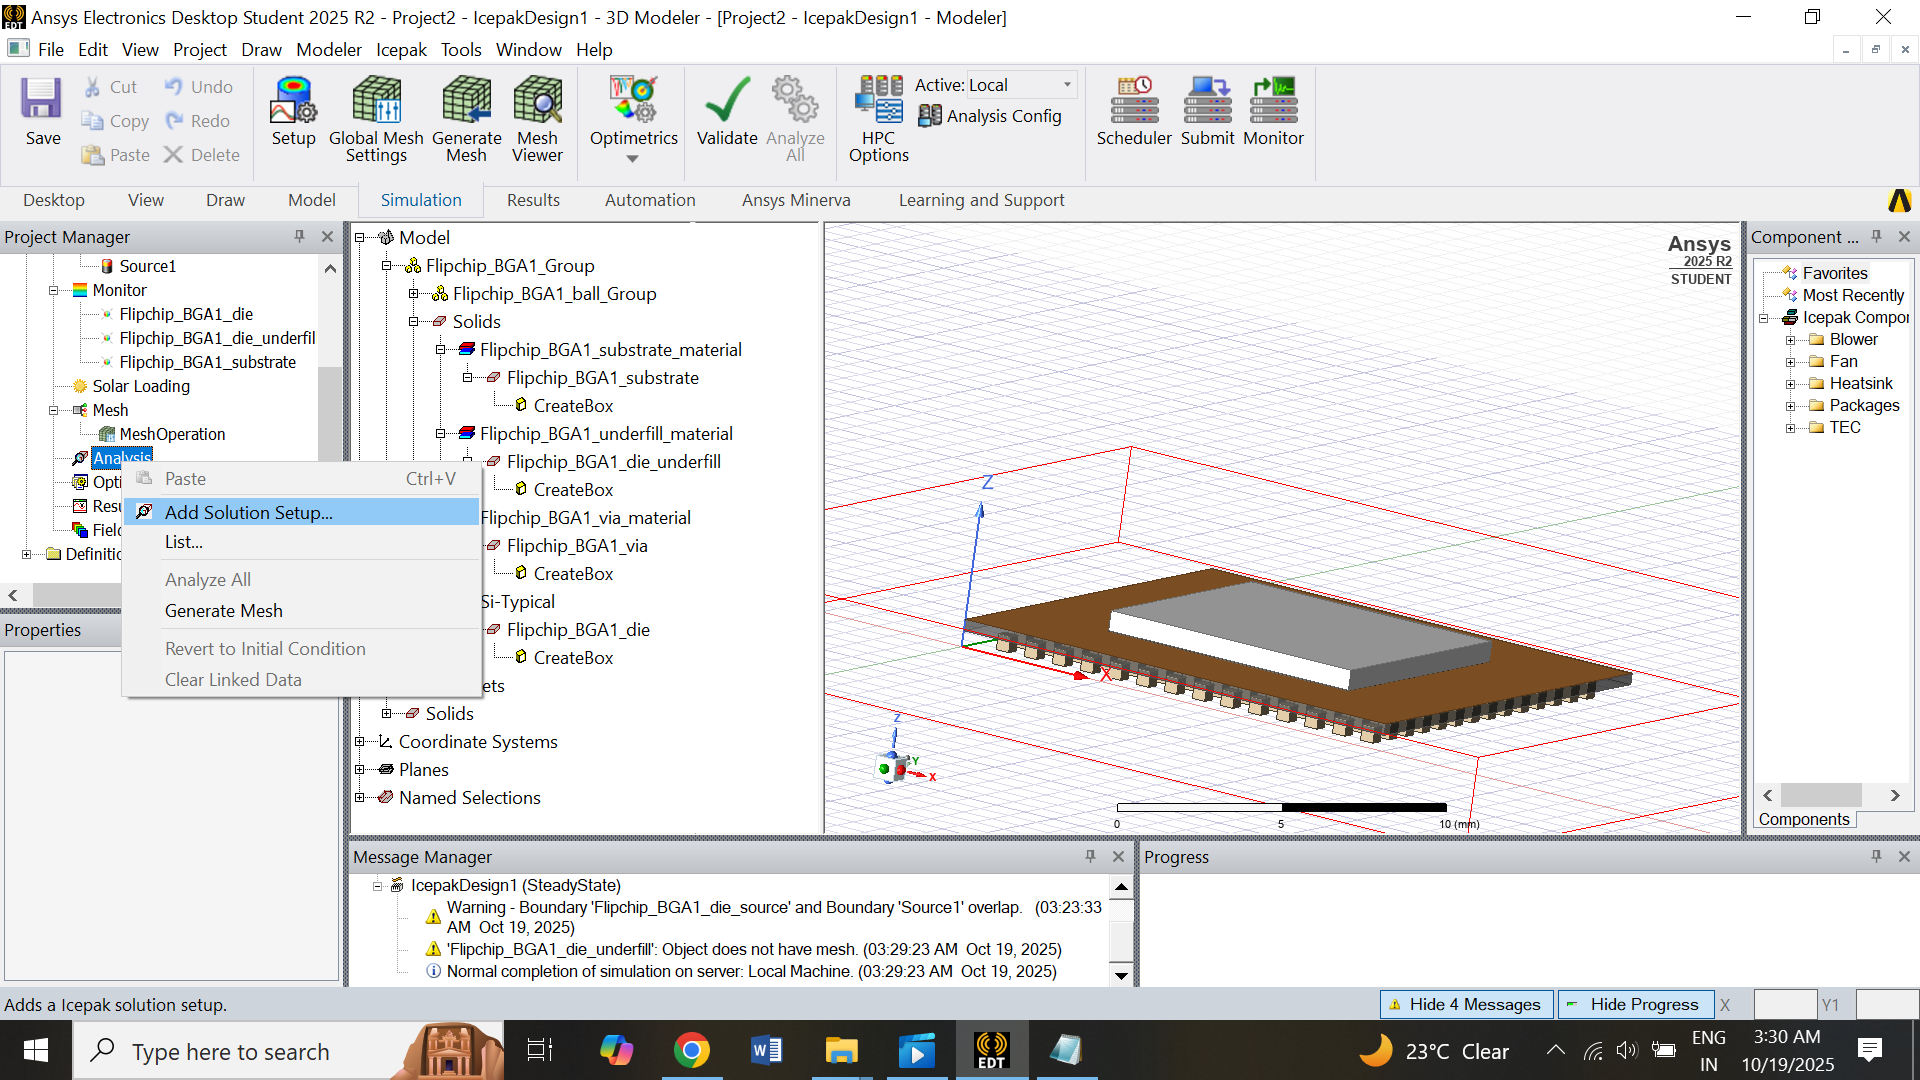 Ansys Electronics Desktop Student 2025 R2 - Project2 - IcepakDesign1 - 3D Modeler - [Project2 - IcepakDesign1 - Modeler]
File Edit View Project Draw Modeler Icepak Tools Window Help
Save
Cut
Copy
Paste
Undo
Redo
Delete
Setup
Global Mesh Settings
Generate Mesh
Mesh Viewer
Optimetrics
Validate
Analyze All
HPC Options
Active: Local
Analysis Config
Scheduler
Submit
Monitor
Desktop View Draw Model Simulation Results Automation Ansys Minerva Learning and Support
Project Manager
Source1
Monitor
Flipchip_BGA1_die
Flipchip_BGA1_die_underfil
Flipchip_BGA1_substrate
Solar Loading
Mesh
MeshOperation
Analysis
Opti
Resu
Field
Definitio
Paste Ctrl+V
Add Solution Setup...
List...
Analyze All
Generate Mesh
Revert to Initial Condition
Clear Linked Data
Properties
Model
Flipchip_BGA1_Group
Flipchip_BGA1_ball_Group
Solids
Flipchip_BGA1_substrate_material
Flipchip_BGA1_substrate
CreateBox
Flipchip_BGA1_underfill_material
Flipchip_BGA1_die_underfill
CreateBox
Flipchip_BGA1_via_material
Flipchip_BGA1_via
CreateBox
Si-Typical
Flipchip_BGA1_die
CreateBox
ets
Solids
Coordinate Systems
Planes
Named Selections
Ansys
2025 R2
STUDENT
Z
X
Z
Y
X
0 5 10 (mm)
Component ...
Favorites
Most Recently
Icepak Compor
Blower
Fan
Heatsink
Packages
TEC
Components
Message Manager
IcepakDesign1 (SteadyState)
Warning - Boundary 'Flipchip_BGA1_die_source' and Boundary 'Source1' overlap. (03:23:33
AM Oct 19, 2025)
'Flipchip_BGA1_die_underfill': Object does not have mesh. (03:29:23 AM Oct 19, 2025)
Normal completion of simulation on server: Local Machine. (03:29:23 AM Oct 19, 2025)
Progress
Adds a Icepak solution setup.
Hide 4 Messages
Hide Progress
X
Y1
Type here to search
EDT
23°C Clear
ENG
IN
3:30 AM
10/19/2025